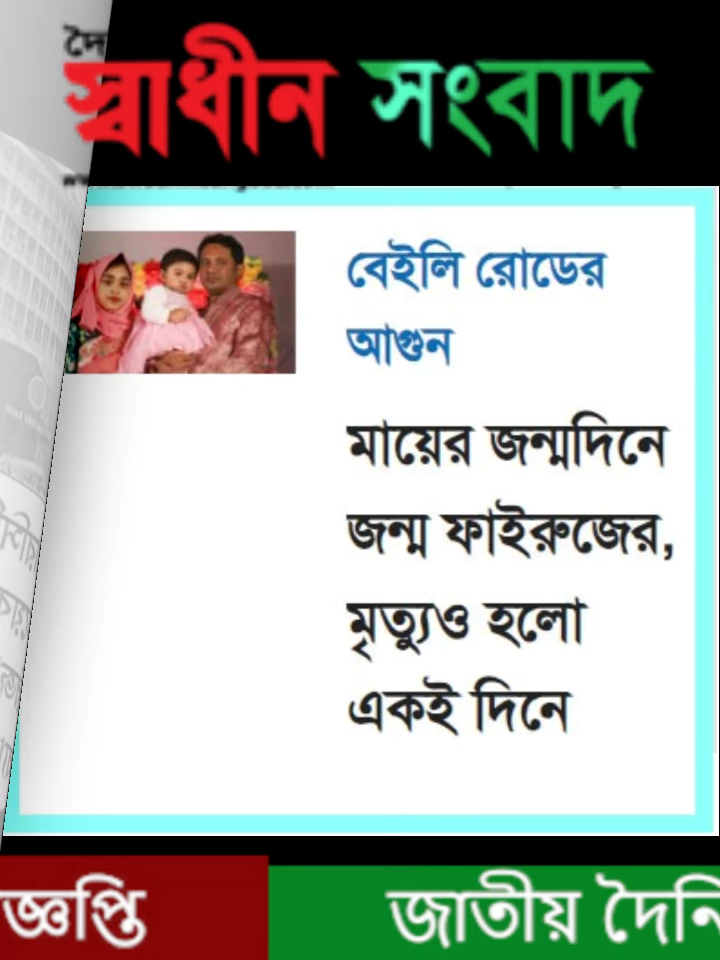 দৈ
স্বাধীন সংবাদ
বেইলি রোডের
আগুন
মায়ের জন্মদিনে
জন্ম ফাইরুজের,
মৃত্যুও হলো
একই দিনে
জ্ঞপ্তি
জাতীয় দৈনি